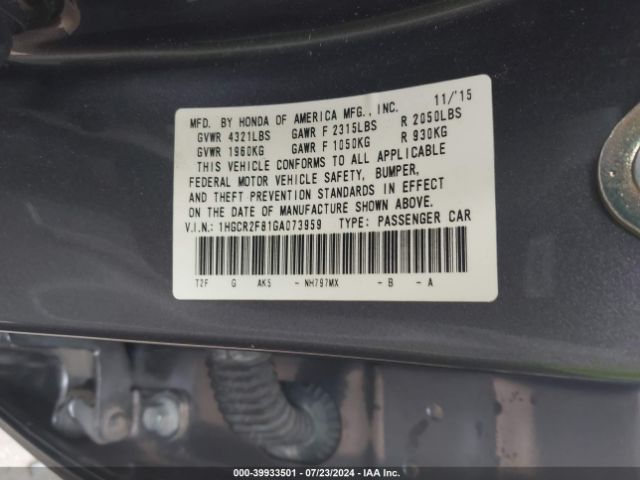 MFD. BY HONDA OF AMERICA MFG., INC. 11/'15
GVWR 4321LBS GAWR F 2315LBS R 2050LBS
GVWR 1960KG GAWR F 1050KG R 930KG
THIS VEHICLE CONFORMS TO ALL APPLICABLE
FEDERAL MOTOR VEHICLE SAFETY, BUMPER,
AND THEFT PREVENTION STANDARDS IN EFFECT
ON THE DATE OF MANUFACTURE SHOWN ABOVE.
V.I.N.: 1HGCR2F81GA073959 TYPE: PASSENGER CAR
T2F G AK5 - NH797MX - B - A
000-39933501 / 07/23/2024 / IAA Inc.